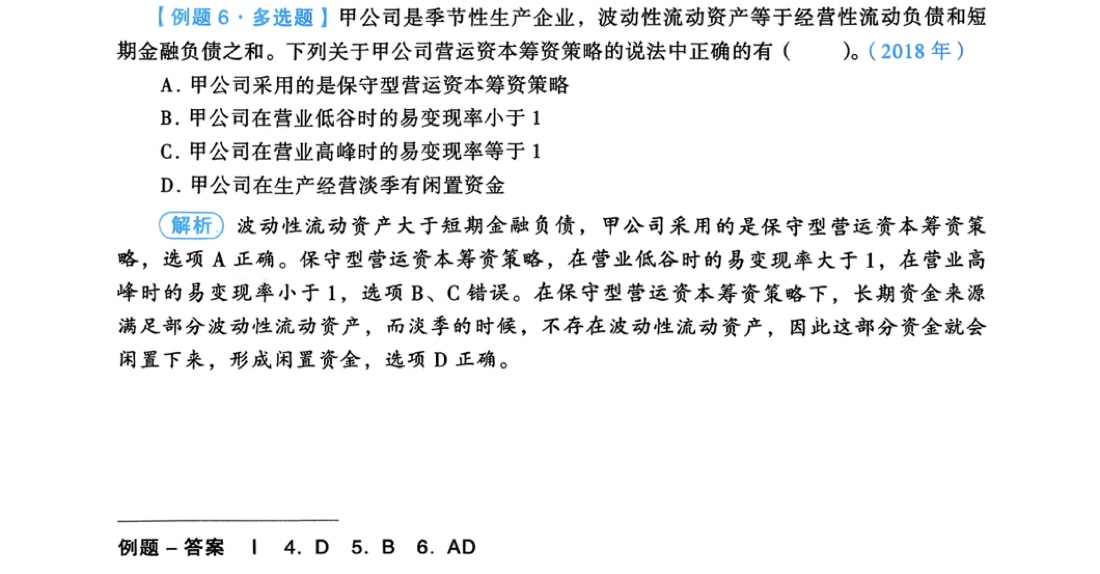 【例题6·多选题】甲公司是季节性生产企业，波动性流动资产等于经营性流动负债和短
期金融负债之和。下列关于甲公司营运资本筹资策略的说法中正确的有（　　）。（2018年）
A. 甲公司采用的是保守型营运资本筹资策略
B. 甲公司在营业低谷时的易变现率小于1
C. 甲公司在营业高峰时的易变现率等于1
D. 甲公司在生产经营淡季有闲置资金
解析 波动性流动资产大于短期金融负债，甲公司采用的是保守型营运资本筹资策
略，选项A正确。保守型营运资本筹资策略，在营业低谷时的易变现率大于1，在营业高
峰时的易变现率小于1，选项B、C错误。在保守型营运资本筹资策略下，长期资金来源
满足部分波动性流动资产，而淡季的时候，不存在波动性流动资产，因此这部分资金就会
闲置下来，形成闲置资金，选项D正确。
例题－答案 | 4. D 5. B 6. AD